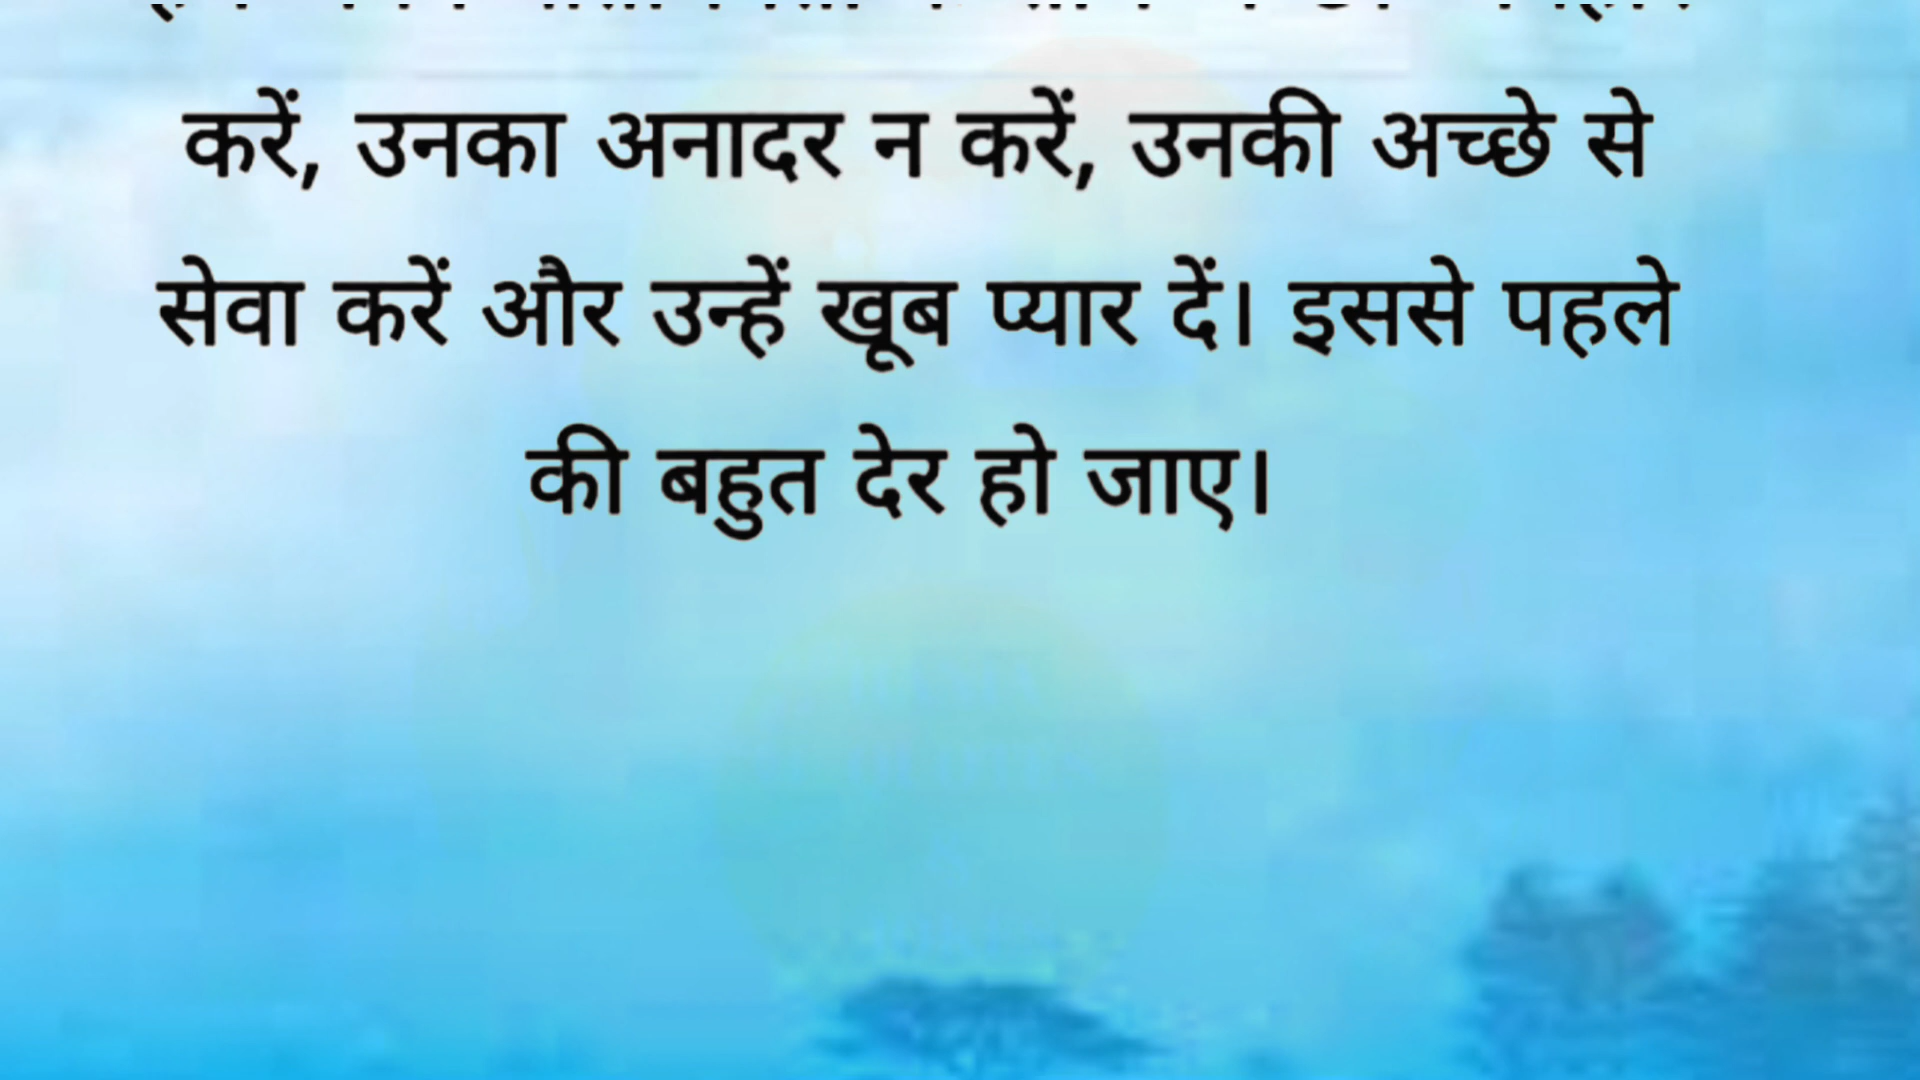 करें, उनका अनादर न करें, उनकी अच्छे से
सेवा करें और उन्हें खूब प्यार दें। इससे पहले
की बहुत देर हो जाए।